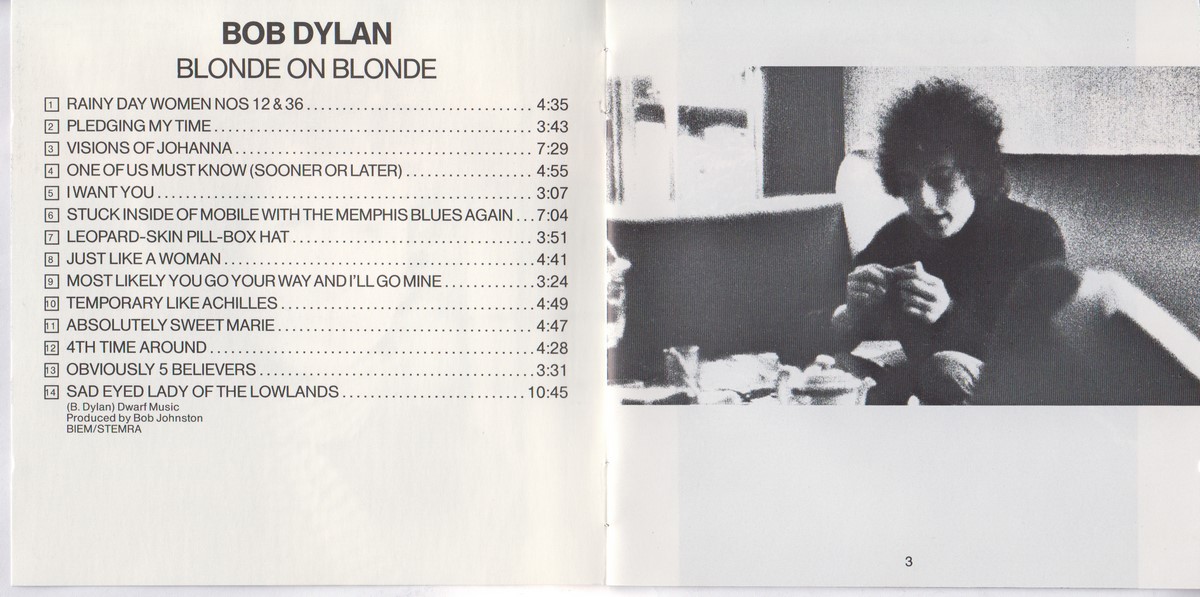 BOB DYLAN
BLONDE ON BLONDE
1 RAINY DAY WOMEN NOS 12 & 36 4:35
2 PLEDGING MY TIME 3:43
3 VISIONS OF JOHANNA 7:29
4 ONE OF US MUST KNOW (SOONER OR LATER) 4:55
5 I WANT YOU 3:07
6 STUCK INSIDE OF MOBILE WITH THE MEMPHIS BLUES AGAIN 7:04
7 LEOPARD-SKIN PILL-BOX HAT 3:51
8 JUST LIKE A WOMAN 4:41
9 MOST LIKELY YOU GO YOUR WAY AND I'LL GO MINE 3:24
10 TEMPORARY LIKE ACHILLES 4:49
11 ABSOLUTELY SWEET MARIE 4:47
12 4TH TIME AROUND 4:28
13 OBVIOUSLY 5 BELIEVERS 3:31
14 SAD EYED LADY OF THE LOWLANDS 10:45
(B. Dylan) Dwarf Music
Produced by Bob Johnston
BIEM/STEMRA
3